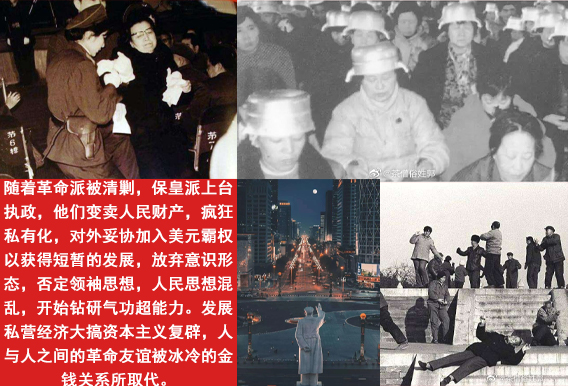 随着革命派被清剿，保皇派上台
执政，他们变卖人民财产，疯狂
私有化，对外妥协加入美元霸权
以获得短暂的发展，放弃意识形
态，否定领袖思想，人民思想混
乱，开始钻研气功超能力。发展
私营经济大搞资本主义复辟，人
与人之间的革命友谊被冰冷的金
钱关系所取代。
第6
第